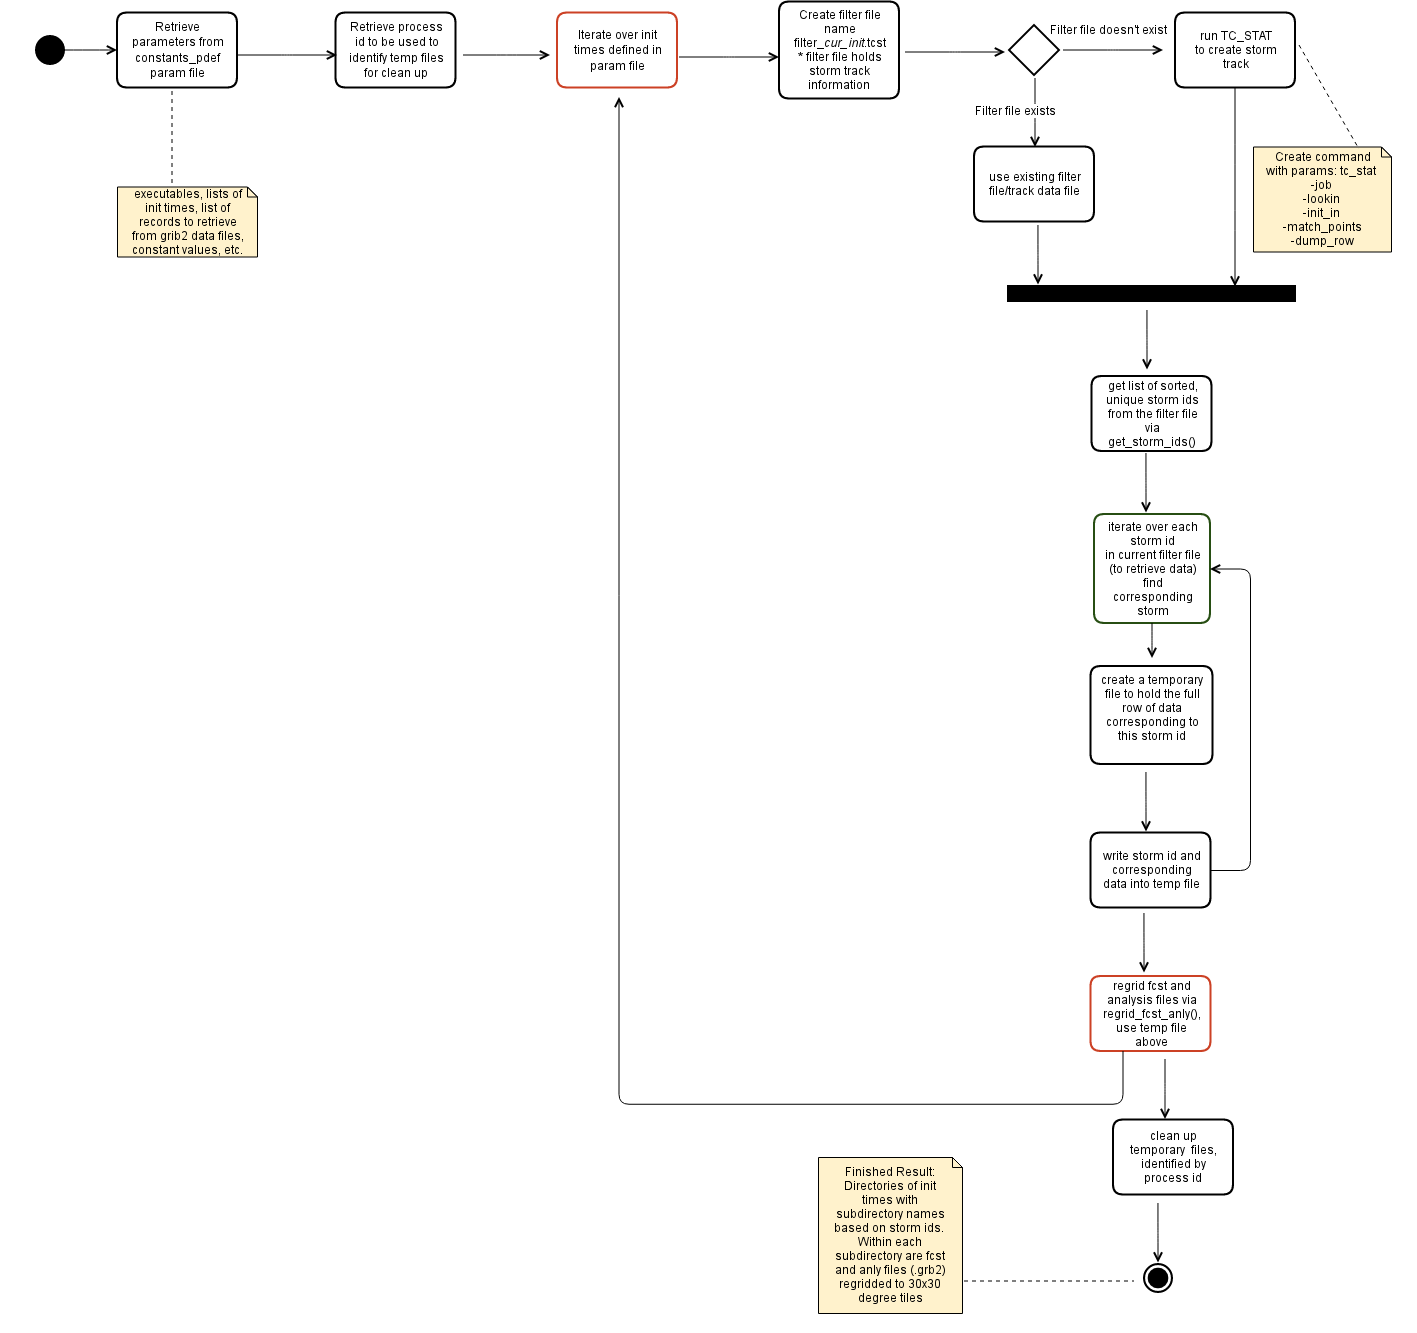 Retrieve
parameters from
constants_pdef
param file
Retrieve process
id to be used to
identify temp files
for clean up
Iterate over init
times defined in
param file
Create filter file
name
filter_cur_init.tcst
* filter file holds
storm track
information
Filter file doesn't exist
run TC_STAT
to create storm
track
Filter file exists
use existing filter
file/track data file
Create command
with params: tc_stat
-job
-lookin
-init_in
-match_points
-dump_row
executables, lists of
init times, list of
records to retrieve
from grib2 data files,
constant values, etc.
get list of sorted,
unique storm ids
from the filter file
via
get_storm_ids()
iterate over each
storm id
in current filter file
(to retrieve data)
find
corresponding
storm
create a temporary
file to hold the full
row of data
corresponding to
this storm id
write storm id and
corresponding
data into temp file
regrid fcst and
analysis files via
regrid_fcst_anly(),
use temp file
above
clean up
temporary files,
identified by
process id
Finished Result:
Directories of init
times with
subdirectory names
based on storm ids.
Within each
subdirectory are fcst
and anly files (.grb2)
regridded to 30x30
degree tiles